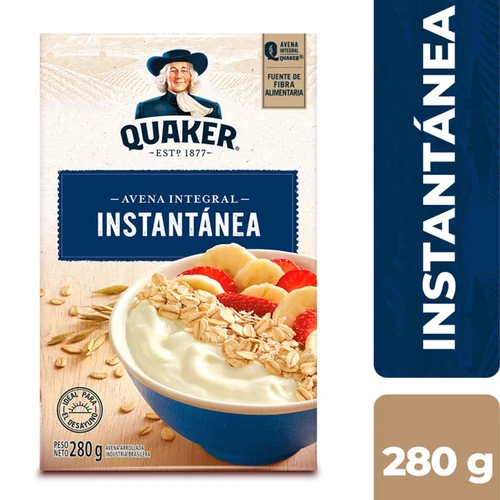 AVENA
INTEGRAL
QUAKER®
FUENTE DE
FIBRA
ALIMENTARIA
QUAKER®
ESTD 1877
AVENA INTEGRAL
INSTANTÁNEA
IDEAL PARA
EL DESAYUNO
PESO
NETO 280 g
AVENA ARROLLADA
INDUSTRIA BRASILERA
INSTANTÁNEA
280 g